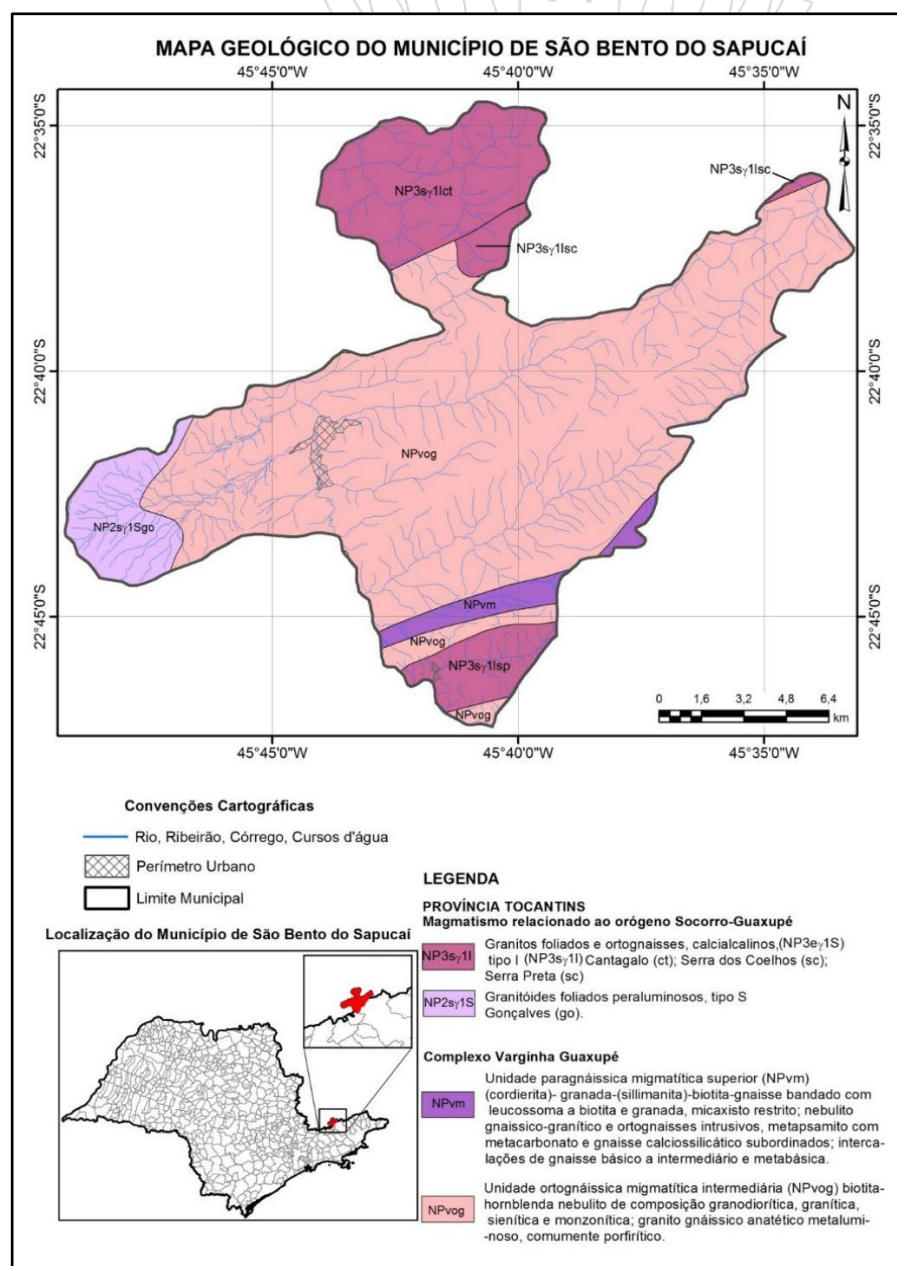 MAPA GEOLÓGICO DO MUNICÍPIO DE SÃO BENTO DO SAPUCAÍ
45°45'0"W 45°40'0"W 45°35'0"W
22°35'0"S 22°35'0"S
N
NP3sγ1Isc
NP3sγ1Ict
NP3sγ1Isc
22°40'0"S 22°40'0"S
NPvog
NP2sγ1Sgo
22°45'0"S 22°45'0"S
NPvm
NPvog
NP3sγ1Isp
NPvog
0 1,6 3,2 4,8 6,4
km
45°45'0"W 45°40'0"W 45°35'0"W
Convenções Cartográficas
Rio, Ribeirão, Córrego, Cursos d'água
Perímetro Urbano
Limite Municipal
Localização do Município de São Bento do Sapucaí
LEGENDA
PROVÍNCIA TOCANTINS
Magmatismo relacionado ao orógeno Socorro-Guaxupé
NP3sγ1I
Granitos foliados e ortognaisses, calcialcalinos,(NP3eγ1S)
tipo I (NP3sγ1I) Cantagalo (ct); Serra dos Coelhos (sc);
Serra Preta (sc)
NP2sγ1S
Granitóides foliados peraluminosos, tipo S
Gonçalves (go).
Complexo Varginha Guaxupé
NPvm
Unidade paragnáissica migmatítica superior (NPvm)
(cordierita)- granada-(sillimanita)-biotita-gnaisse bandado com
leucossoma a biotita e granada, micaxisto restrito; nebulito
gnaissico-granítico e ortognaisses intrusivos, metapsamito com
metacarbonato e gnaisse calciossilicático subordinados; interca-
lações de gnaisse básico a intermediário e metabásica.
NPvog
Unidade ortognáissica migmatítica intermediária (NPvog) biotita-
hornblenda nebulito de composição granodiorítica, granítica,
sienítica e monzonítica; granito gnáissico anatético metalumi-
-noso, comumente porfirítico.